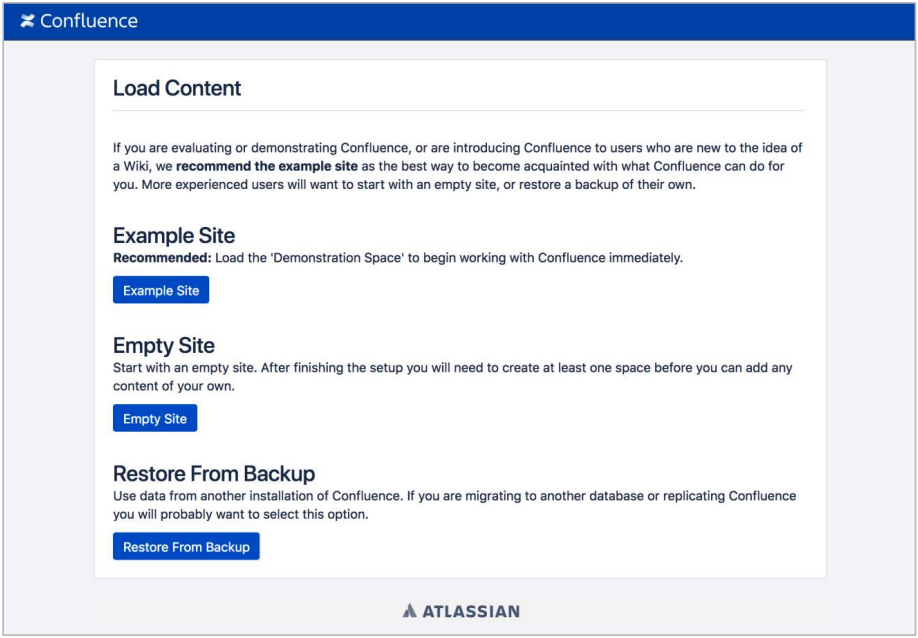 Confluence
Load Content
If you are evaluating or demonstrating Confluence, or are introducing Confluence to users who are new to the idea of
a Wiki, we recommend the example site as the best way to become acquainted with what Confluence can do for
you. More experienced users will want to start with an empty site, or restore a backup of their own.
Example Site
Recommended: Load the 'Demonstration Space' to begin working with Confluence immediately.
Example Site
Empty Site
Start with an empty site. After finishing the setup you will need to create at least one space before you can add any
content of your own.
Empty Site
Restore From Backup
Use data from another installation of Confluence. If you are migrating to another database or replicating Confluence
you will probably want to select this option.
Restore From Backup
ATLASSIAN